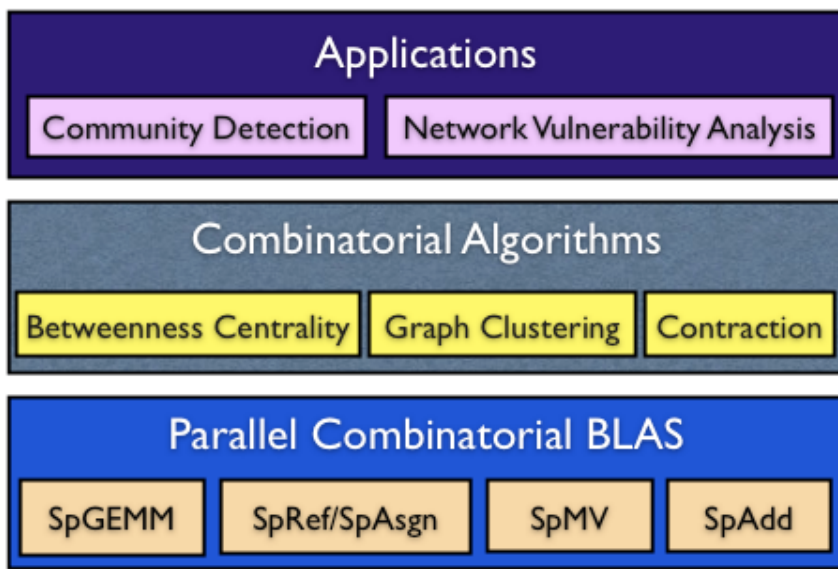 Applications
Community Detection Network Vulnerability Analysis
Combinatorial Algorithms
Betweenness Centrality Graph Clustering Contraction
Parallel Combinatorial BLAS
SpGEMM SpRef/SpAsgn SpMV SpAdd